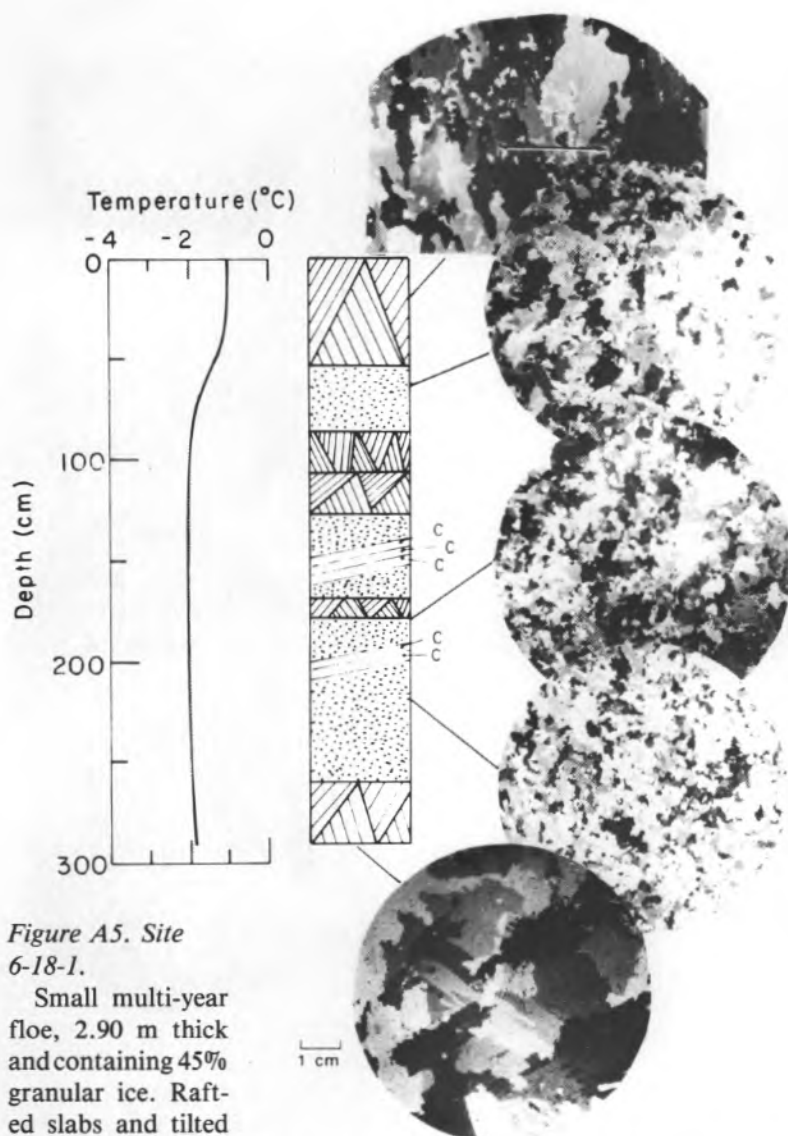 Temperature (°C)
-4 -2 0
0
100
200
300
Depth (cm)
C
C
C
C
C
1 cm
Figure A5. Site
6-18-1.
Small multi-year
floe, 2.90 m thick
and containing 45%
granular ice. Raft-
ed slabs and tilted